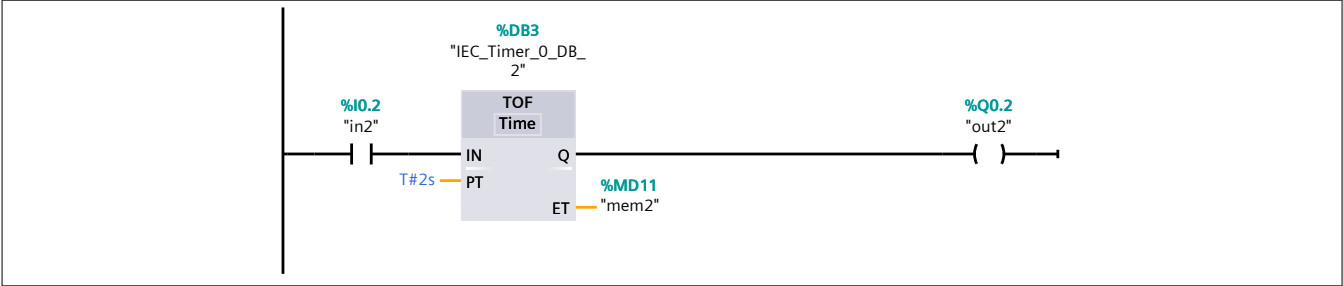 %DB3
"IEC_Timer_0_DB_
2"
%I0.2
"in2"
TOF
Time
%Q0.2
"out2"
IN
Q
T#2s
PT
%MD11
ET
"mem2"